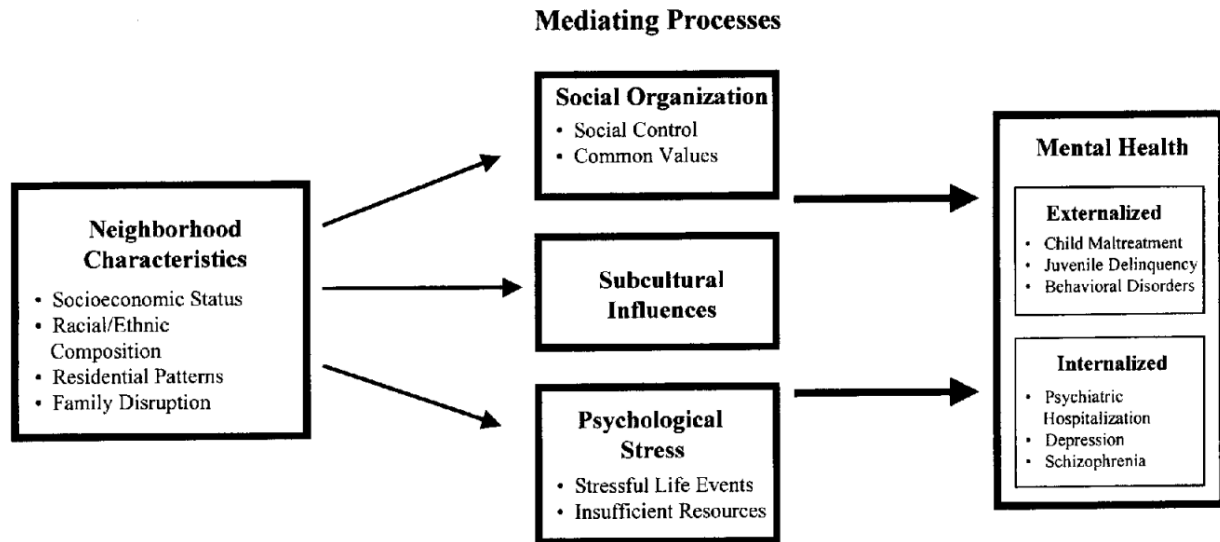 Mediating Processes
Neighborhood
Characteristics
• Socioeconomic Status
• Racial/Ethnic
Composition
• Residential Patterns
• Family Disruption
Social Organization
• Social Control
• Common Values
Subcultural
Influences
Psychological
Stress
• Stressful Life Events
• Insufficient Resources
Mental Health
Externalized
• Child Maltreatment
• Juvenile Delinquency
• Behavioral Disorders
Internalized
• Psychiatric
Hospitalization
• Depression
• Schizophrenia